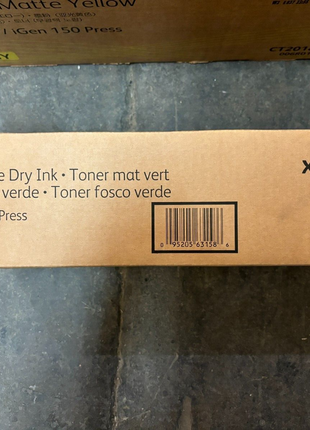 Matte Yellow
/ iGen 150 Press
CT201
e Dry Ink • Toner mat vert
verde • Toner fosco verde
Press
X
0 95205 63158 6